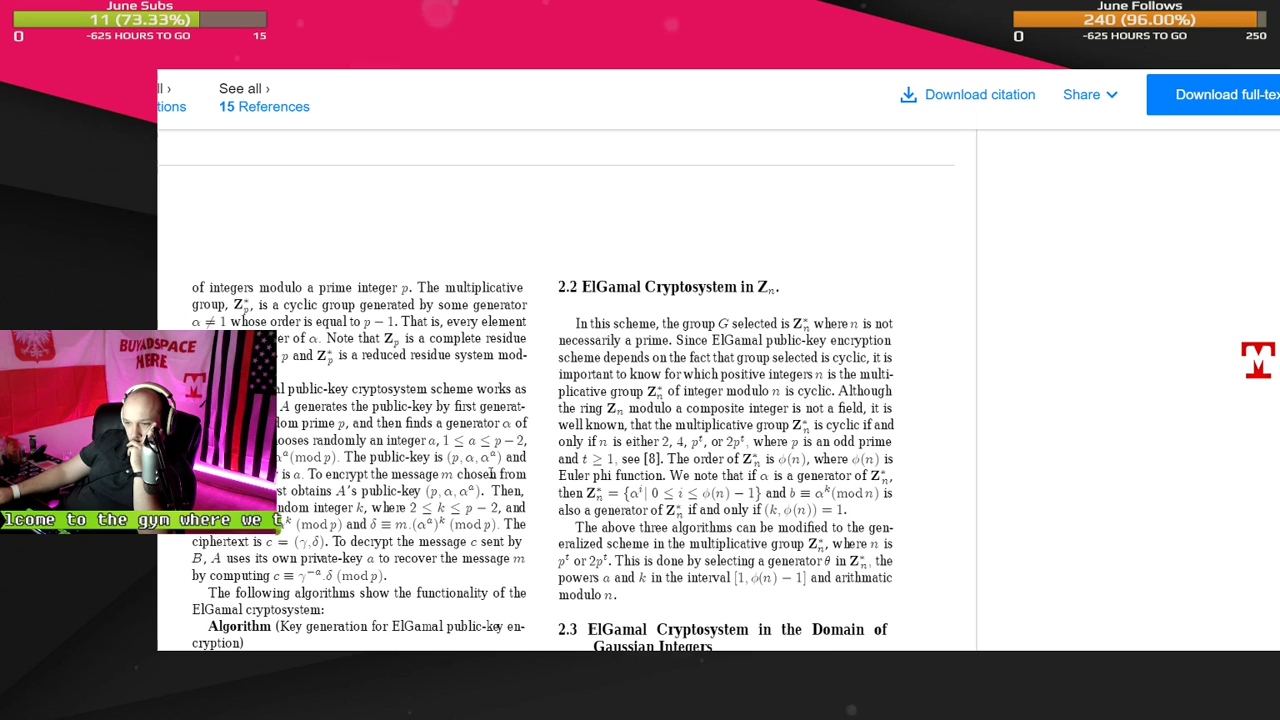 June Subs
11 (73.33%)
0
-625 HOURS TO GO
15
June Follows
240 (96.00%)
0
-625 HOURS TO GO
250
ll ›
tions
See all ›
15 References
Download citation
Share
Download full-tex
of integers modulo a prime integer p. The multiplicative
group, Z*p, is a cyclic group generated by some generator
α ≠ 1 whose order is equal to p − 1. That is, every element
er of α. Note that Zp is a complete residue
p and Z*p is a reduced residue system mod-
al public-key cryptosystem scheme works as
A generates the public-key by first generat-
dom prime p, and then finds a generator α of
ooses randomly an integer a, 1 ≤ a ≤ p−2,
α^a (mod p). The public-key is (p, α, α^a) and
is a. To encrypt the message m chosen from
st obtains A's public-key (p, α, α^a). Then,
ndom integer k, where 2 ≤ k ≤ p − 2, and
k (mod p) and δ ≡ m.(α^a)^k (mod p). The
ciphertext is c = (γ, δ). To decrypt the message c sent by
B, A uses its own private-key a to recover the message m
by computing c ≡ γ^−a.δ (mod p).
The following algorithms show the functionality of the
ElGamal cryptosystem:
Algorithm (Key generation for ElGamal public-key en-
cryption)
2.2 ElGamal Cryptosystem in Zn.
In this scheme, the group G selected is Z*n where n is not
necessarily a prime. Since ElGamal public-key encryption
scheme depends on the fact that group selected is cyclic, it is
important to know for which positive integers n is the multi-
plicative group Z*n of integer modulo n is cyclic. Although
the ring Zn modulo a composite integer is not a field, it is
well known, that the multiplicative group Z*n is cyclic if and
only if n is either 2, 4, p^t, or 2p^t, where p is an odd prime
and t ≥ 1, see [8]. The order of Z*n is ϕ(n), where ϕ(n) is
Euler phi function. We note that if α is a generator of Z*n,
then Z*n = {α^i | 0 ≤ i ≤ ϕ(n) − 1} and b ≡ α^k(mod n) is
also a generator of Z*n if and only if (k, ϕ(n)) = 1.
The above three algorithms can be modified to the gen-
eralized scheme in the multiplicative group Z*n, where n is
p^t or 2p^t. This is done by selecting a generator θ in Z*n, the
powers a and k in the interval [1, ϕ(n) − 1] and arithmatic
modulo n.
2.3 ElGamal Cryptosystem in the Domain of
Gaussian Integers
BUY ADSPACE
HERE
lcome to the gym where we t